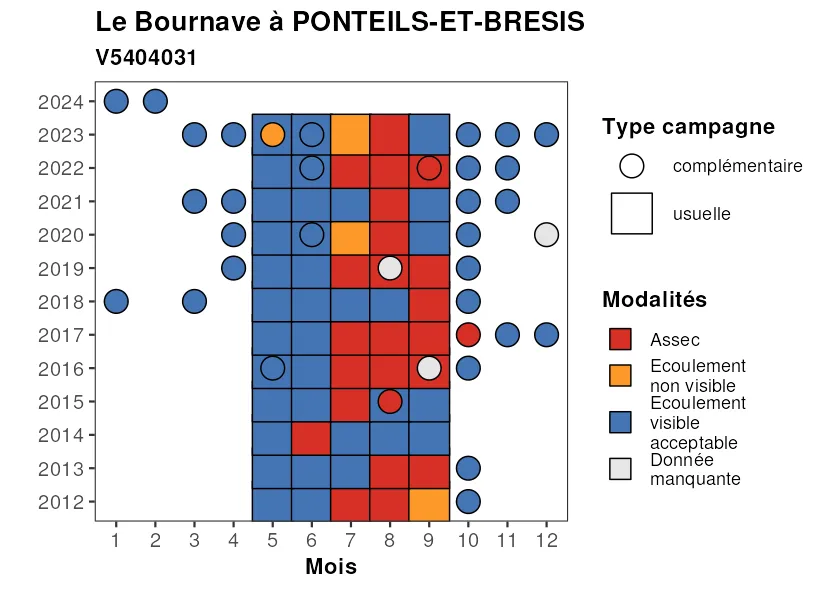 Le Bournave à PONTEILS-ET-BRESIS
V5404031
2024
2023
2022
2021
2020
2019
2018
2017
2016
2015
2014
2013
2012
1 2 3 4 5 6 7 8 9 10 11 12
Mois
Type campagne
complémentaire
usuelle
Modalités
Assec
Ecoulement
non visible
Ecoulement
visible
acceptable
Donnée
manquante